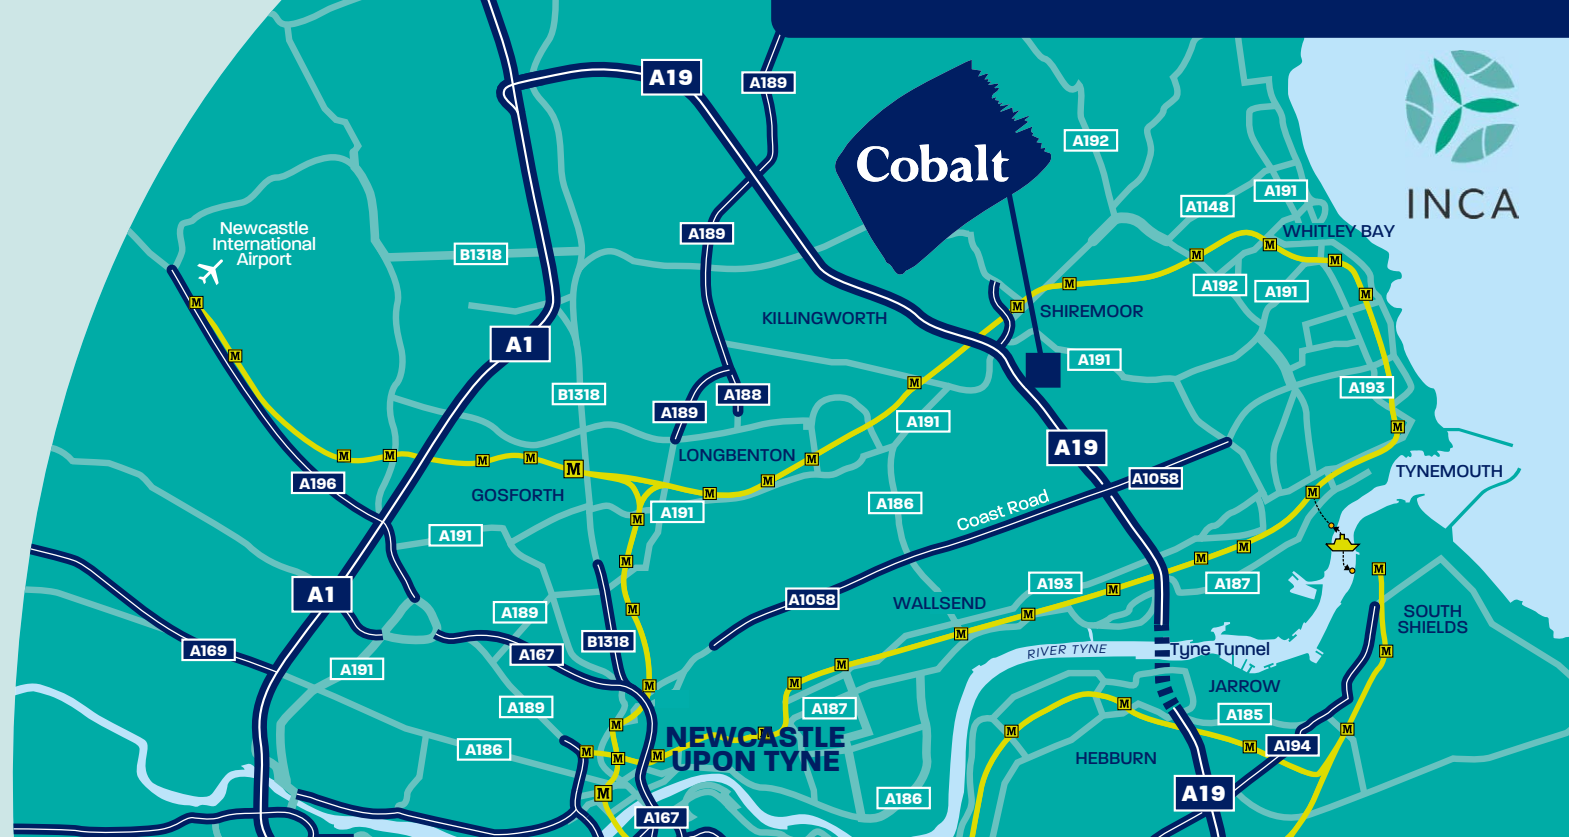 A19
A189
Cobalt
A192
INCA
A191
A1148
WHITLEY BAY
Newcastle
International
Airport
A189
B1318
M
M
M
M
A192
A191
M
M
M
M
SHIREMOOR
KILLINGWORTH
A1
M
A191
M
A193
B1318
A188
A189
A191
M
A19
LONGBENTON
M
M
M
M
M
M
M
M
TYNEMOUTH
A1058
A196
GOSFORTH
M
M
M
A186
Coast Road
A191
M
A191
M
M
M
M
M
A193
A187
A1
M
A1058
WALLSEND
M
M
A189
M
SOUTH
SHIELDS
B1318
M
A169
A167
RIVER TYNE
Tyne Tunnel
M
A191
M
M
M
JARROW
A189
A187
M
A185
M
M
M
NEWCASTLE
UPON TYNE
A186
M
M
M
M
A194
HEBBURN
M
A186
A19
A167